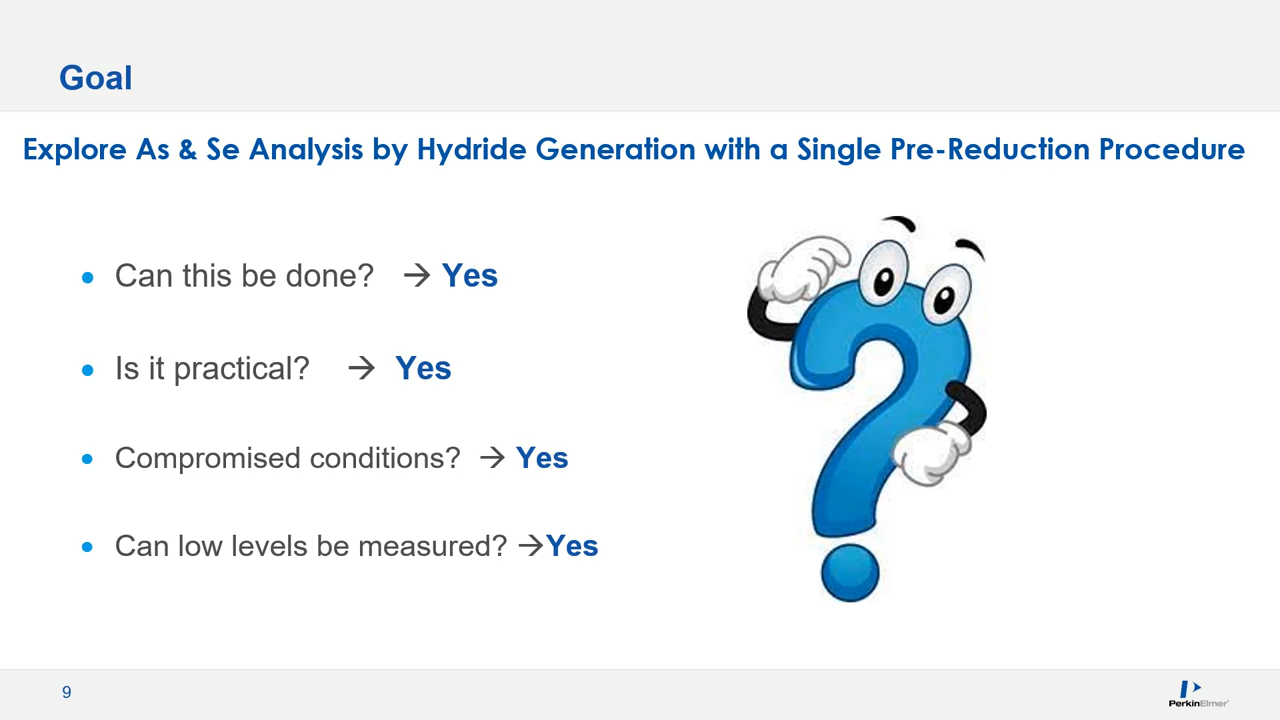 Goal
Explore As & Se Analysis by Hydride Generation with a Single Pre-Reduction Procedure
• Can this be done? → Yes
• Is it practical? → Yes
• Compromised conditions? → Yes
• Can low levels be measured? →Yes
9
PerkinElmer